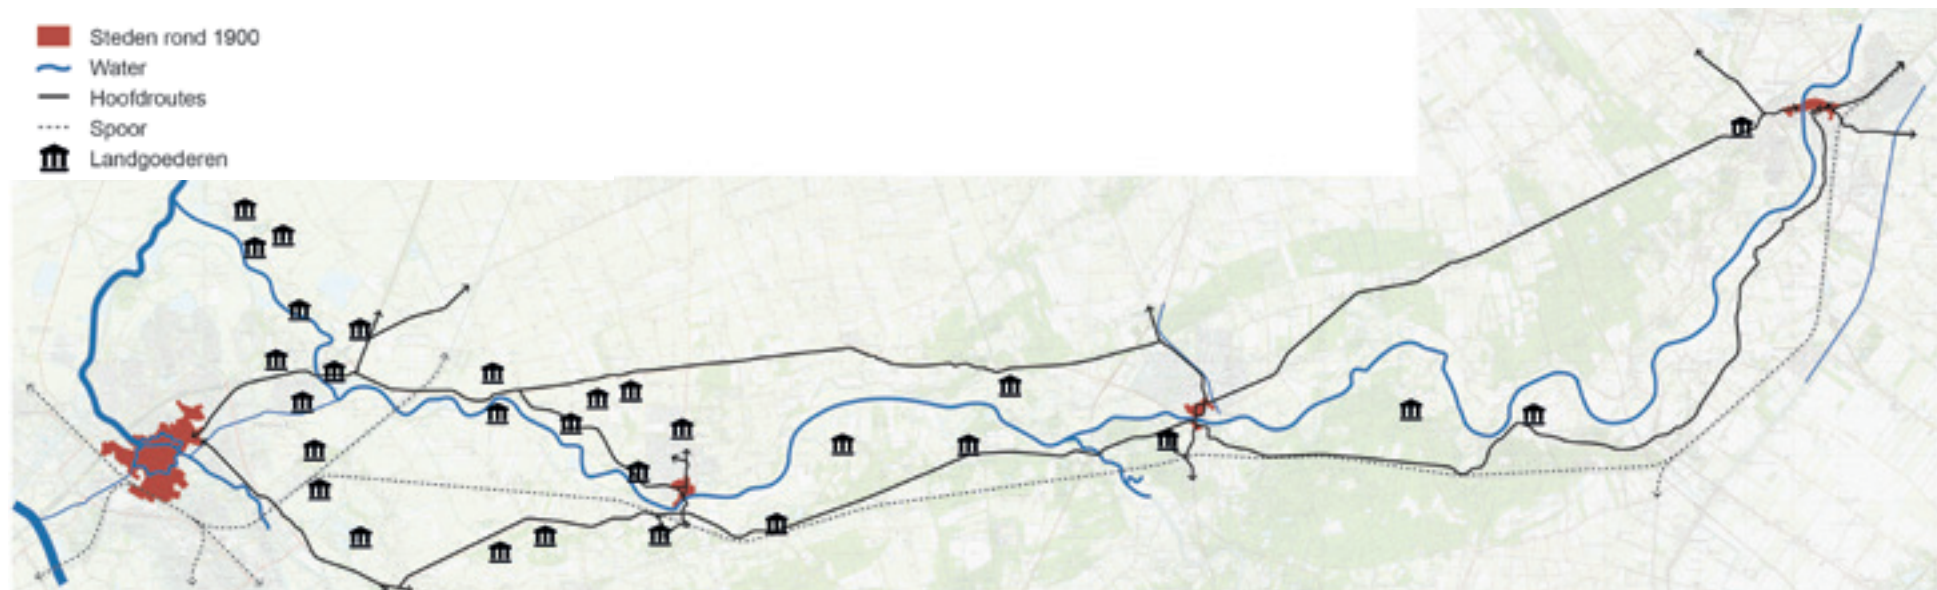 Steden rond 1900
Water
Hoofdroutes
Spoor
Landgoederen